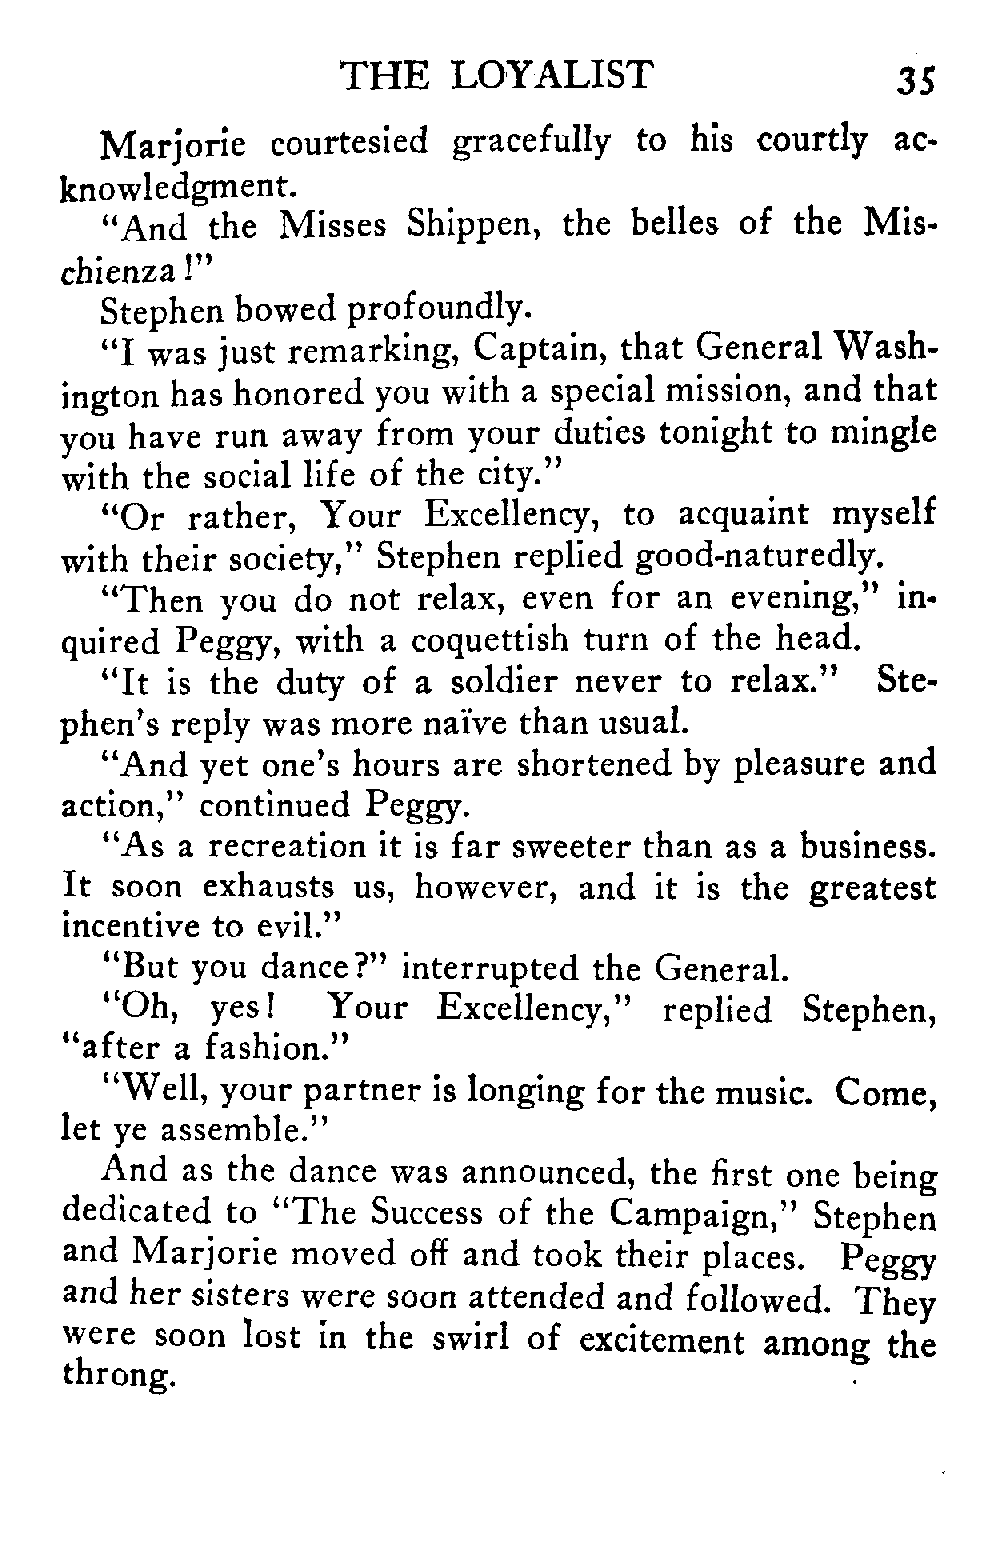 THE LOYALIST 35
Marjorie courtesied gracefully to his courtly ac-
knowledgment.
"And the Misses Shippen, the belles of the Mis-
chienza!"
Stephen bowed profoundly.
"I was just remarking, Captain, that General Wash-
ington has honored you with a special mission, and that
you have run away from your duties tonight to mingle
with the social life of the city."
"Or rather, Your Excellency, to acquaint myself
with their society," Stephen replied good-naturedly.
"Then you do not relax, even for an evening," in-
quired Peggy, with a coquettish turn of the head.
"It is the duty of a soldier never to relax." Ste-
phen's reply was more naïve than usual.
"And yet one's hours are shortened by pleasure and
action," continued Peggy.
"As a recreation it is far sweeter than as a business.
It soon exhausts us, however, and it is the greatest
incentive to evil."
"But you dance?" interrupted the General.
"Oh, yes! Your Excellency," replied Stephen,
"after a fashion."
"Well, your partner is longing for the music. Come,
let ye assemble."
And as the dance was announced, the first one being
dedicated to "The Success of the Campaign," Stephen
and Marjorie moved off and took their places. Peggy
and her sisters were soon attended and followed. They
were soon lost in the swirl of excitement among the
throng.